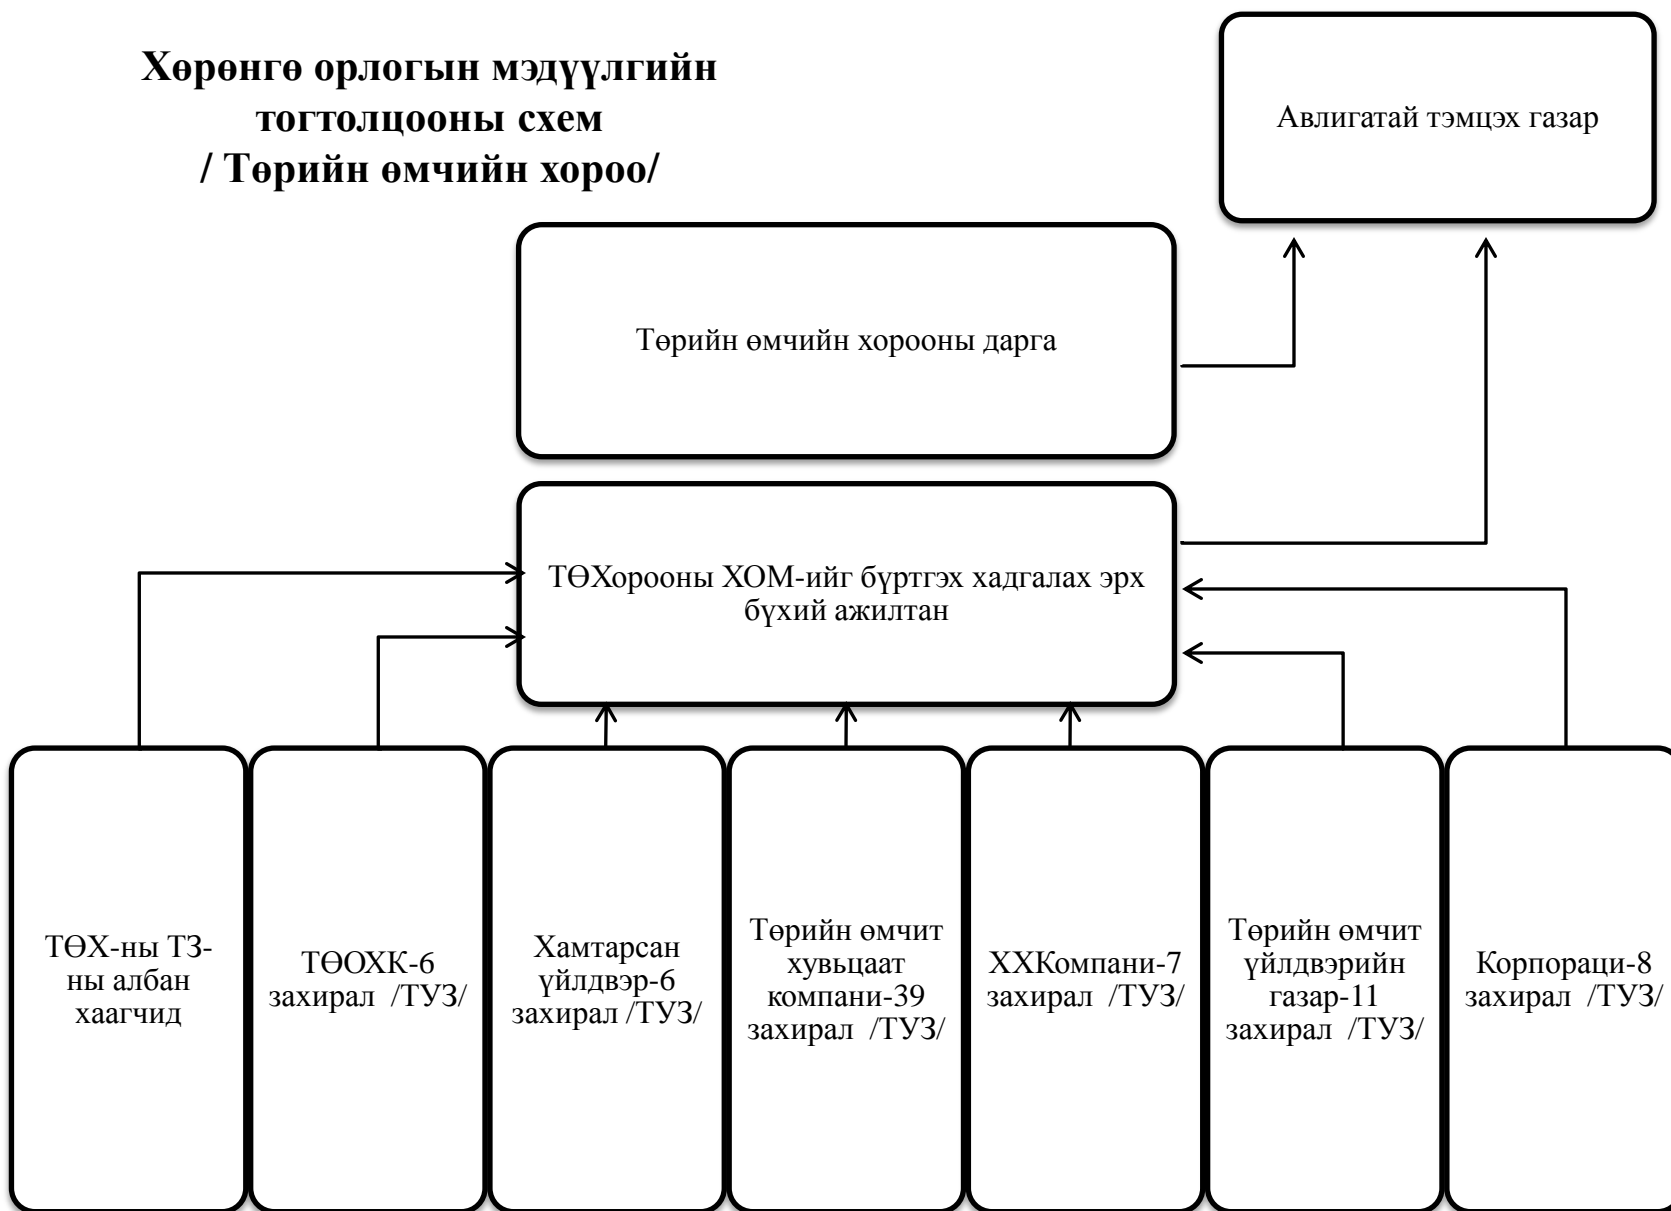 Хөрөнгө орлогын мэдүүлгийн
тогтолцооны схем
/ Төрийн өмчийн хороо/
Авлигатай тэмцэх газар
Төрийн өмчийн хорооны дарга
ТӨХорооны ХОМ-ийг бүртгэх хадгалах эрх
бүхий ажилтан
ТӨХ-ны ТЗ-
ны албан
хаагчид
ТӨОХК-6
захирал /ТУЗ/
Хамтарсан
үйлдвэр-6
захирал /ТУЗ/
Төрийн өмчит
хувьцаат
компани-39
захирал /ТУЗ/
ХХКомпани-7
захирал /ТУЗ/
Төрийн өмчит
үйлдвэрийн
газар-11
захирал /ТУЗ/
Корпораци-8
захирал /ТУЗ/